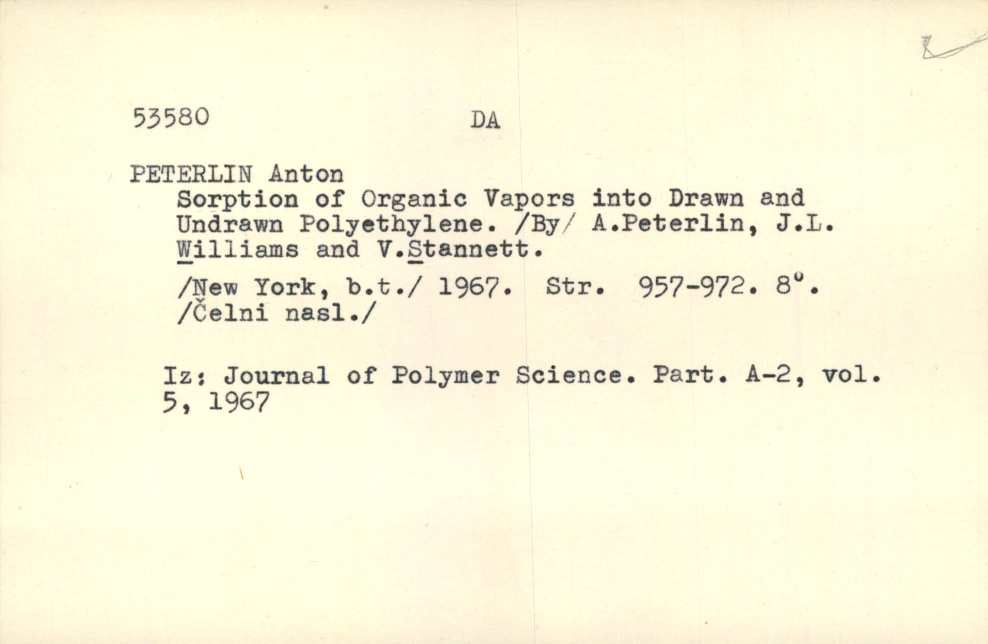 53580 DA
PETERLIN Anton
Sorption of Organic Vapors into Drawn and
Undrawn Polyethylene. /By/ A.Peterlin, J.L.
Williams and V.Stannett.
/New York, b.t./ 1967. Str. 957-972. 8°.
/Čelni nasl./
Iz: Journal of Polymer Science. Part. A-2, vol.
5, 1967